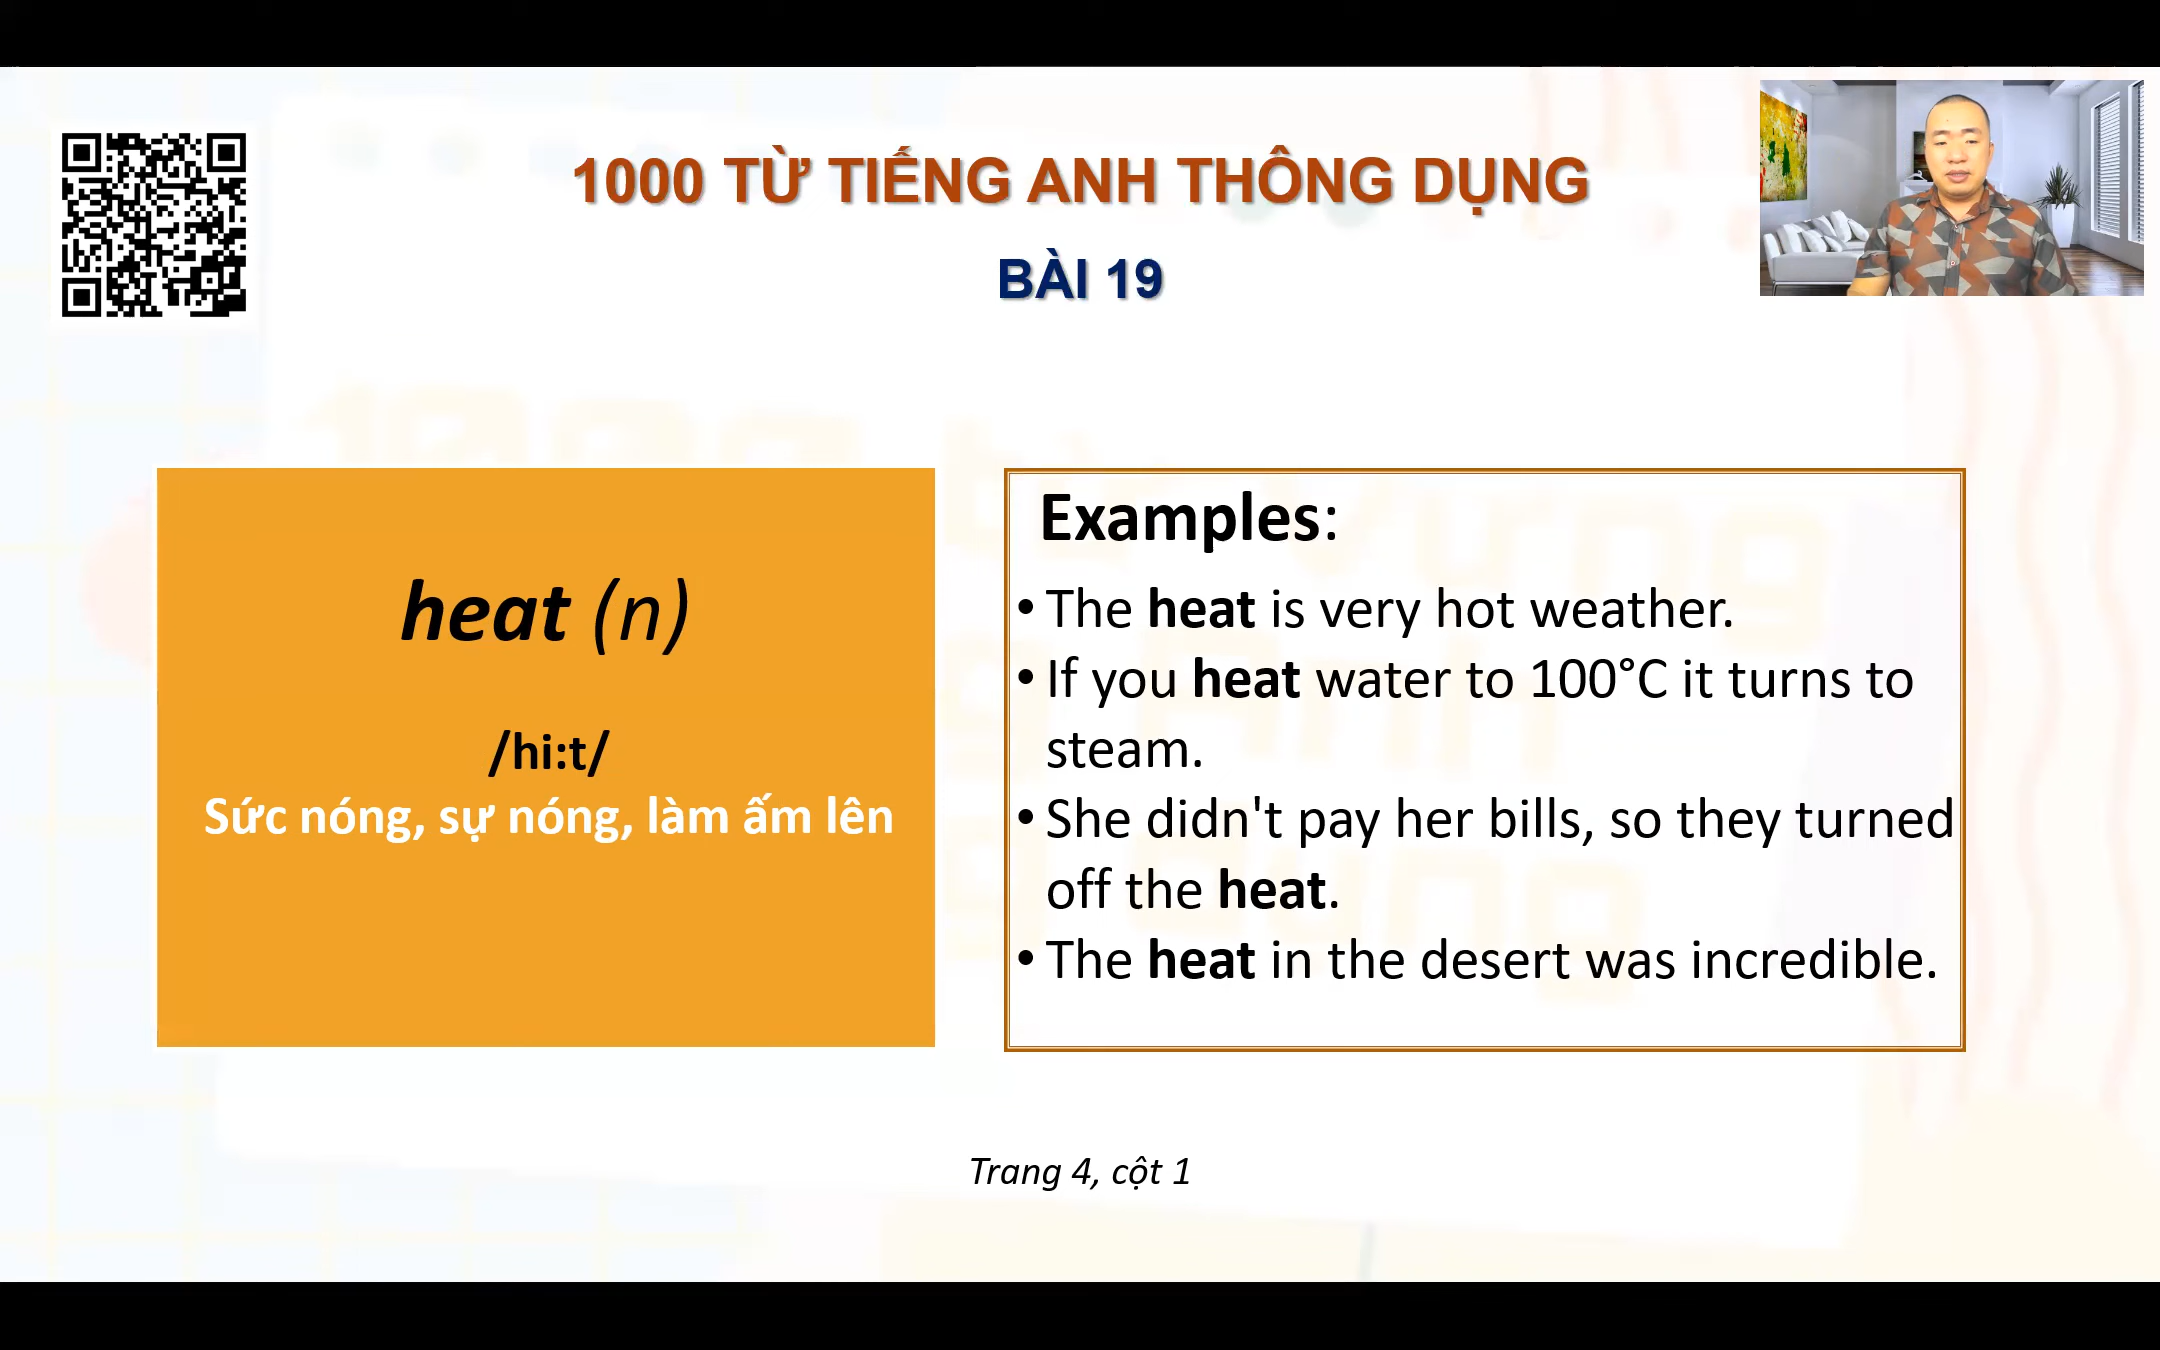 1000 TỪ TIẾNG ANH THÔNG DỤNG
BÀI 19
heat (n)
/hi:t/
Sức nóng, sự nóng, làm ấm lên
Examples:
• The heat is very hot weather.
• If you heat water to 100°C it turns to
steam.
• She didn't pay her bills, so they turned
off the heat.
• The heat in the desert was incredible.
Trang 4, cột 1